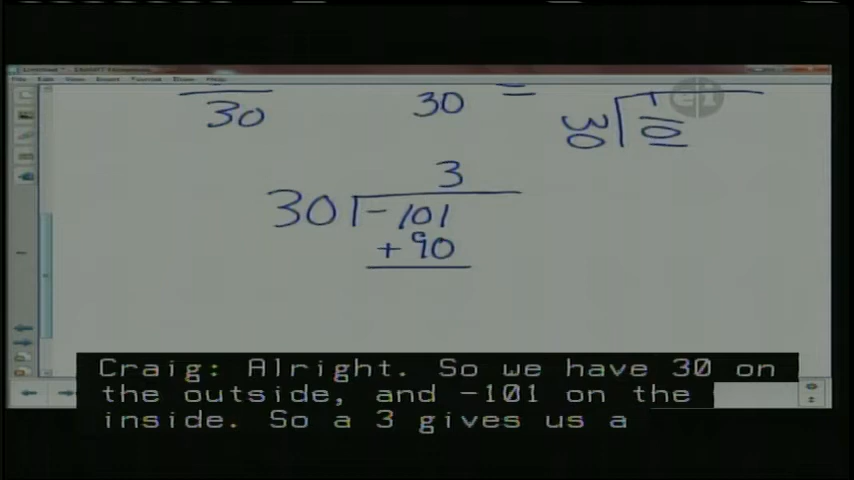 30 30 =
30 101
3
30 -101
+90
Craig: Alright. So we have 30 on
the outside, and -101 on the
inside. So a 3 gives us a